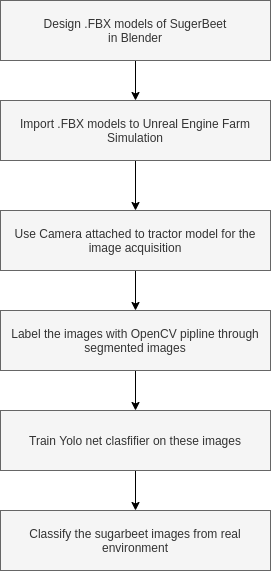 Design .FBX models of SugerBeet
in Blender
Import .FBX models to Unreal Engine Farm
Simulation
Use Camera attached to tractor model for the
image acquisition
Label the images with OpenCV pipline through
segmented images
Train Yolo net clasfifier on these images
Classify the sugarbeet images from real
environment